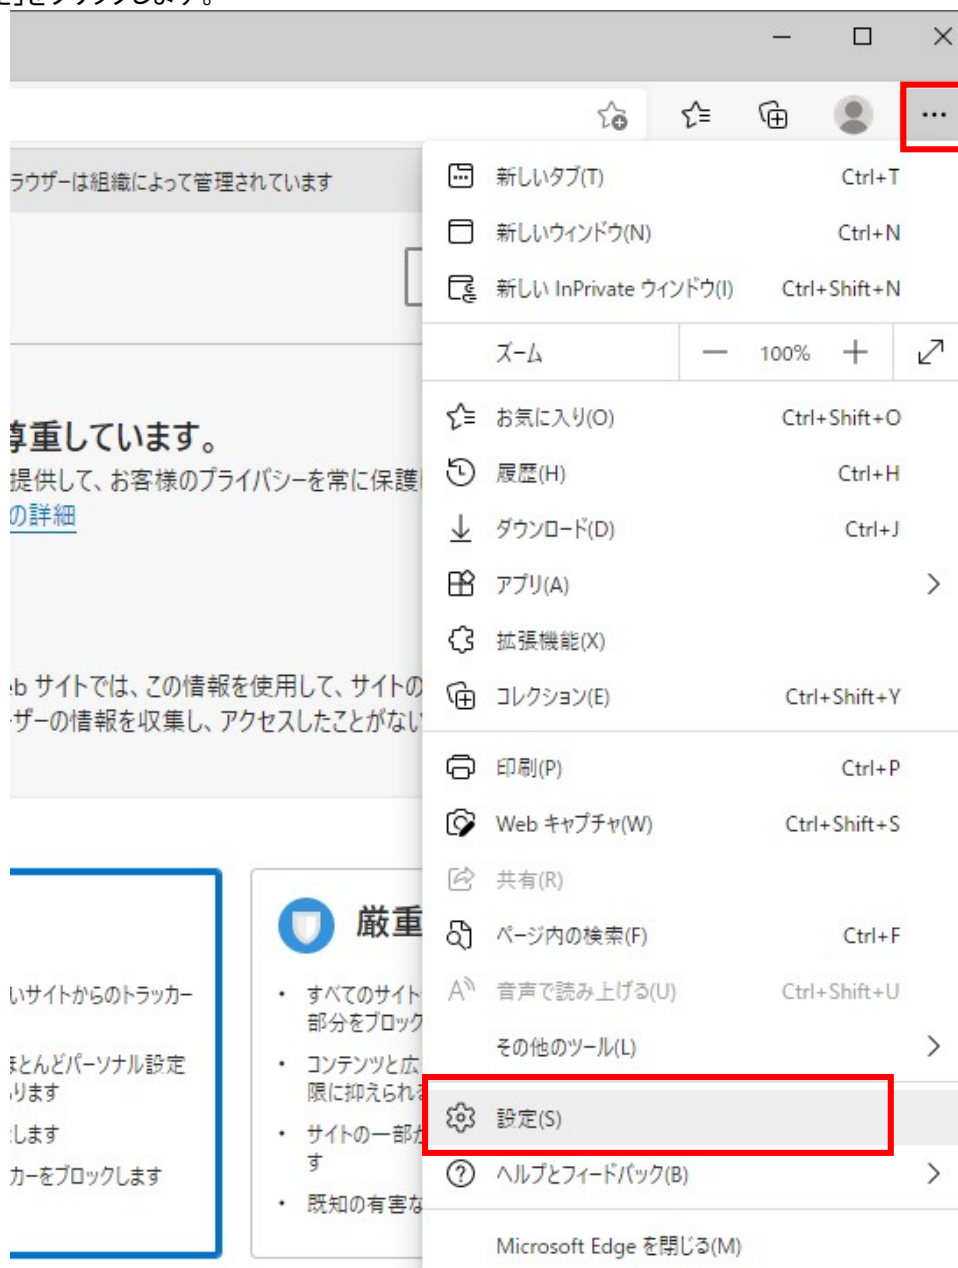 をクリックします。
ラウザーは組織によって管理されています
尊重しています。
提供して、お客様のプライバシーを常に保護
の詳細
eb サイトでは、この情報を使用して、サイトの
ーザーの情報を収集し、アクセスしたことがない
いサイトからのトラッカー
ほとんどパーソナル設定
ります
します
カーをブロックします
厳重
• すべてのサイト
部分をブロック
• コンテンツと広
限に抑えられる
• サイトの一部が
す
• 既知の有害な
新しいタブ(T) Ctrl+T
新しいウィンドウ(N) Ctrl+N
新しい InPrivate ウィンドウ(I) Ctrl+Shift+N
ズーム — 100% +
お気に入り(O) Ctrl+Shift+O
履歴(H) Ctrl+H
ダウンロード(D) Ctrl+J
アプリ(A)
拡張機能(X)
コレクション(E) Ctrl+Shift+Y
印刷(P) Ctrl+P
Web キャプチャ(W) Ctrl+Shift+S
共有(R)
ページ内の検索(F) Ctrl+F
音声で読み上げる(U) Ctrl+Shift+U
その他のツール(L)
設定(S)
ヘルプとフィードバック(B)
Microsoft Edge を閉じる(M)